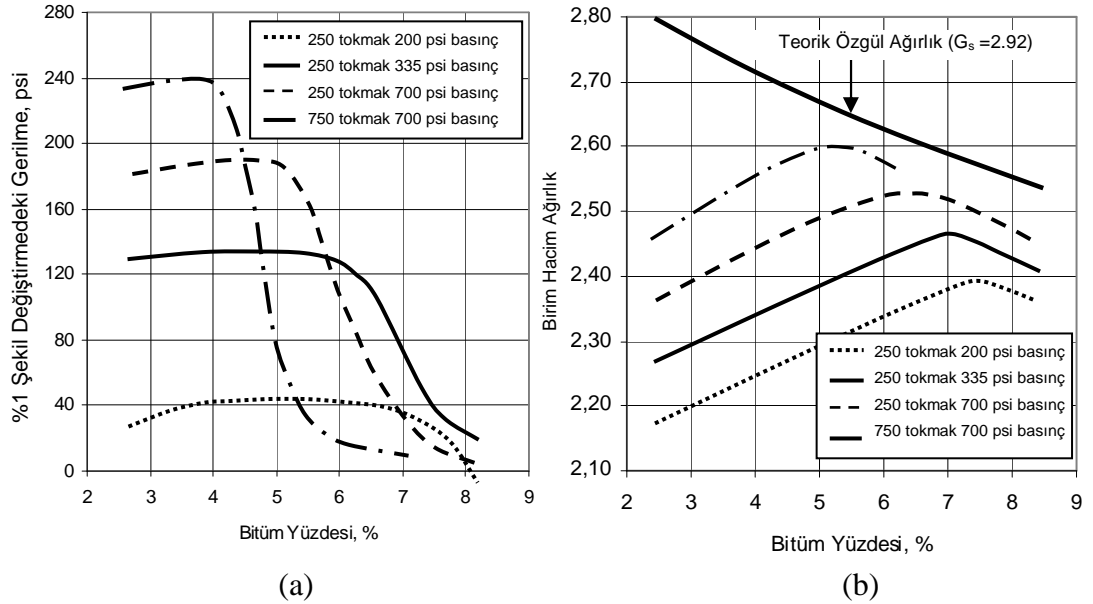 280
240
200
160
120
80
40
0
%1 Şekil Değiştirmedeki Gerilme, psi
250 tokmak 200 psi basınç
250 tokmak 335 psi basınç
250 tokmak 700 psi basınç
750 tokmak 700 psi basınç
2 3 4 5 6 7 8 9
Bitüm Yüzdesi, %
(a)
2,80
2,70
2,60
2,50
2,40
2,30
2,20
2,10
Birim Hacim Ağırlık
Teorik Özgül Ağırlık (Gs =2.92)
250 tokmak 200 psi basınç
250 tokmak 335 psi basınç
250 tokmak 700 psi basınç
750 tokmak 700 psi basınç
2 3 4 5 6 7 8 9
Bitüm Yüzdesi, %
(b)